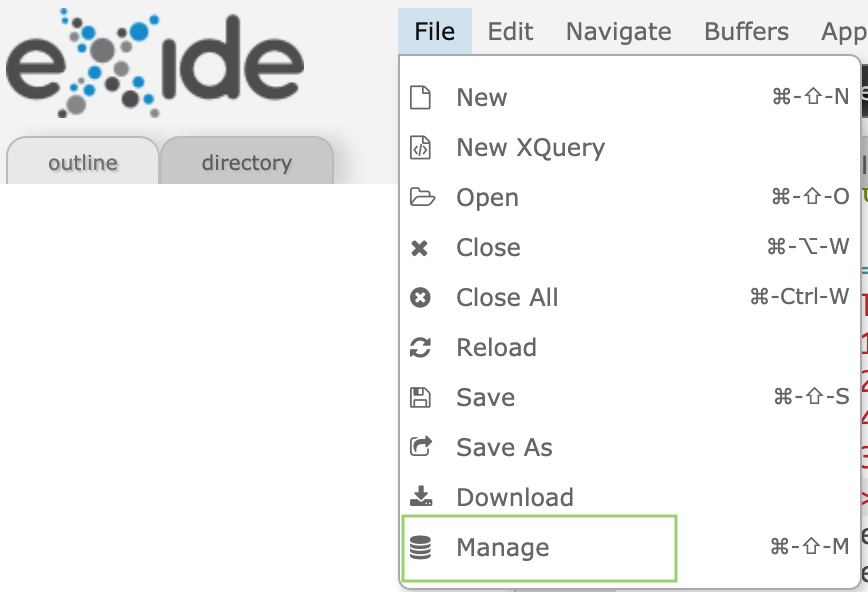 eXide
File Edit Navigate Buffers
outline directory
New ⌘-⇧-N
New XQuery
Open ⌘-⇧-O
Close ⌘-⌥-W
Close All ⌘-Ctrl-W
Reload
Save ⌘-⇧-S
Save As
Download
Manage ⌘-⇧-M